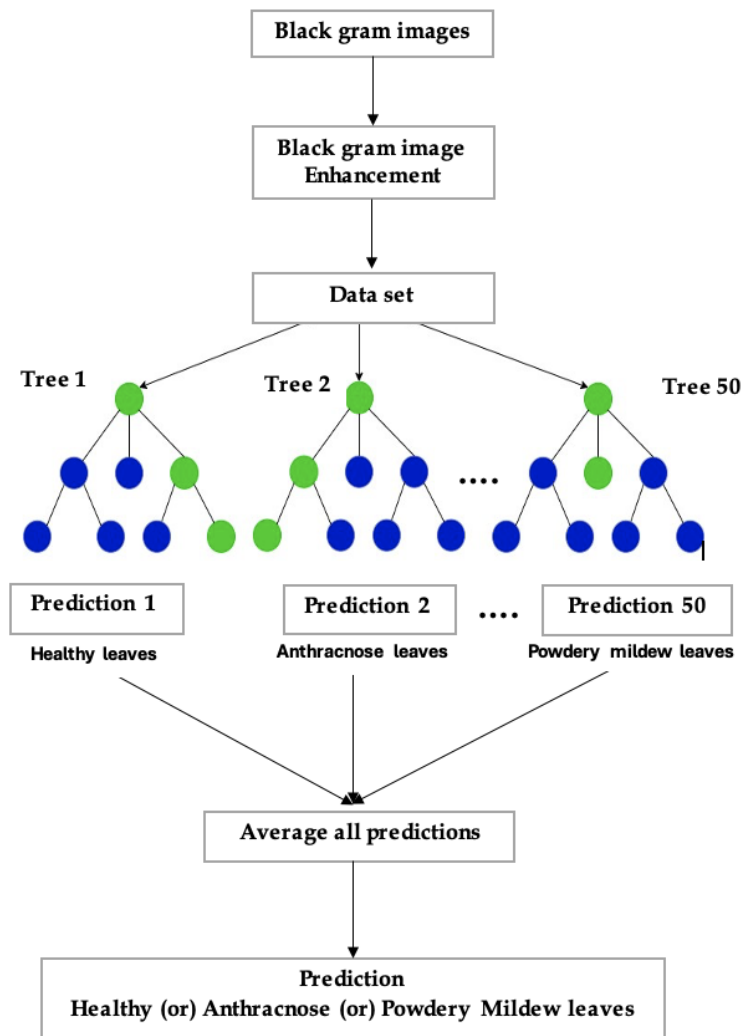 Black gram images
Black gram image
Enhancement
Data set
Tree 1
Tree 2
Tree 50
....
Prediction 1
Prediction 2
....
Prediction 50
Healthy leaves
Anthracnose leaves
Powdery mildew leaves
Average all predictions
Prediction
Healthy (or) Anthracnose (or) Powdery Mildew leaves